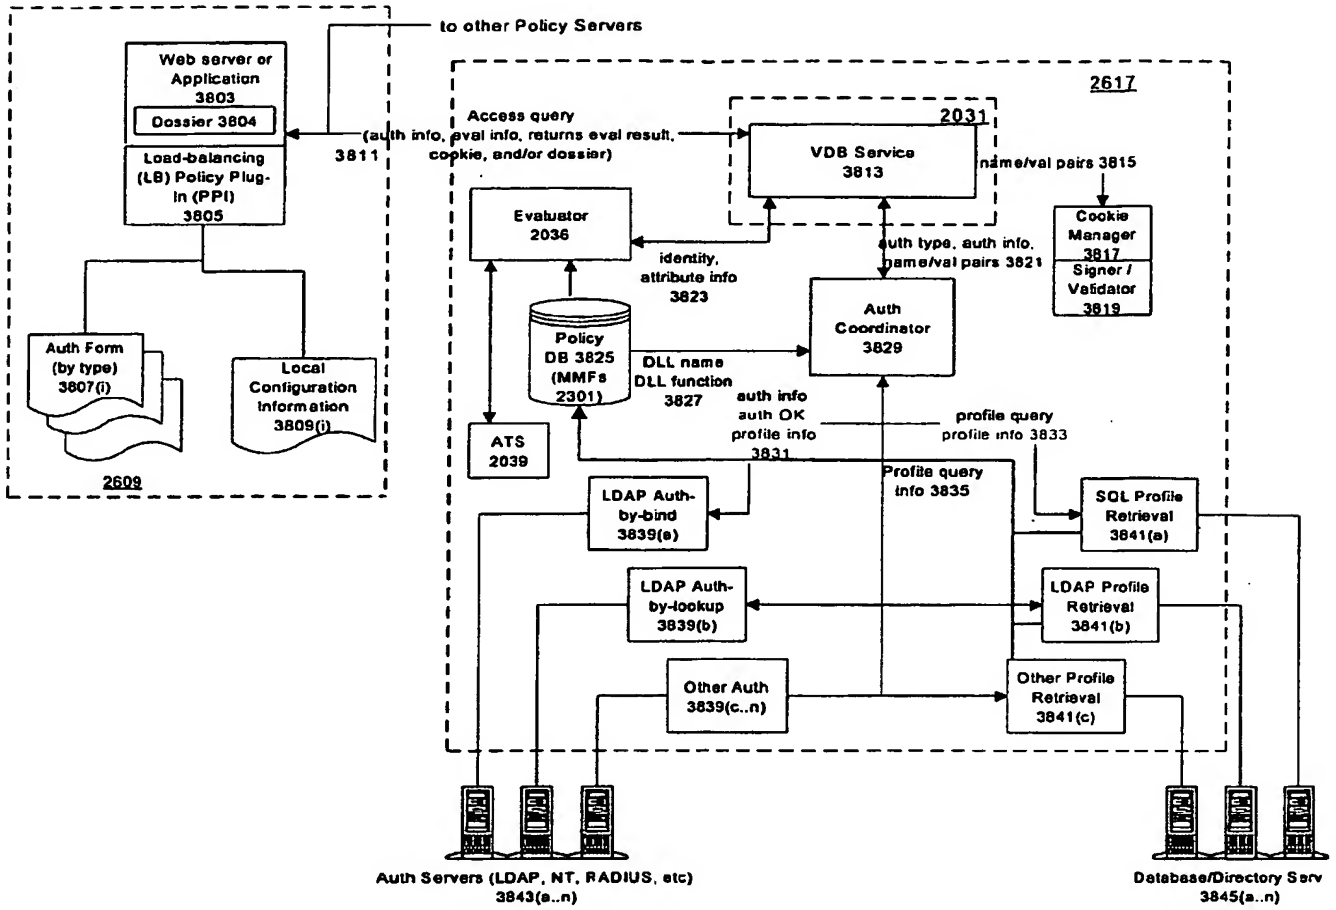 to other Policy Servers
Web server or
Application
3803
Dossier 3804
Load-balancing
(LB) Policy Plug-
In (PPI)
3805
Auth Form
(by type)
3807(i)
Local
Configuration
Information
3809(i)
2609
Access query
(auth info, eval info, returns eval result,
3811 cookie, and/or dossier)
2617
2031
VDB Service
3813
name/val pairs 3815
Cookie
Manager
3817
Signer /
Validator
3819
Evaluator
2036
identity,
attribute info
3823
auth type, auth info,
name/val pairs 3821
Auth
Coordinator
3829
Policy
DB 3825
(MMFs
2301)
DLL name
DLL function
3827
auth info
auth OK
profile info
3831
profile query
profile info 3833
Profile query
info 3835
ATS
2039
LDAP Auth-
by-bind
3839(a)
SQL Profile
Retrieval
3841(a)
LDAP Auth-
by-lookup
3839(b)
LDAP Profile
Retrieval
3841(b)
Other Auth
3839(c..n)
Other Profile
Retrieval
3841(c)
Auth Servers (LDAP, NT, RADIUS, etc)
3843(a..n)
Database/Directory Serv
3845(a..n)